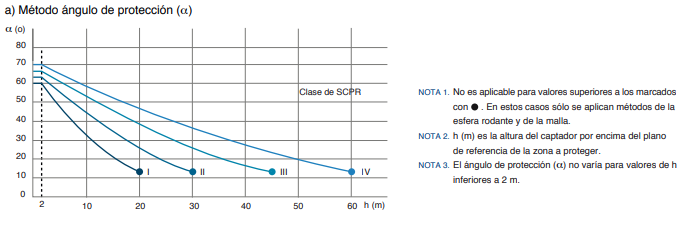 a) Método ángulo de protección (α)
α (o)
80
70
60
50
40
30
20
10
0
Clase de SCPR
I
II
III
IV
2
10
20
30
40
50
60
h (m)
NOTA 1. No es aplicable para valores superiores a los marcados
con ●. En estos casos sólo se aplican métodos de la
esfera rodante y de la malla.
NOTA 2. h (m) es la altura del captador por encima del plano
de referencia de la zona a proteger.
NOTA 3. El ángulo de protección (α) no varía para valores de h
inferiores a 2 m.